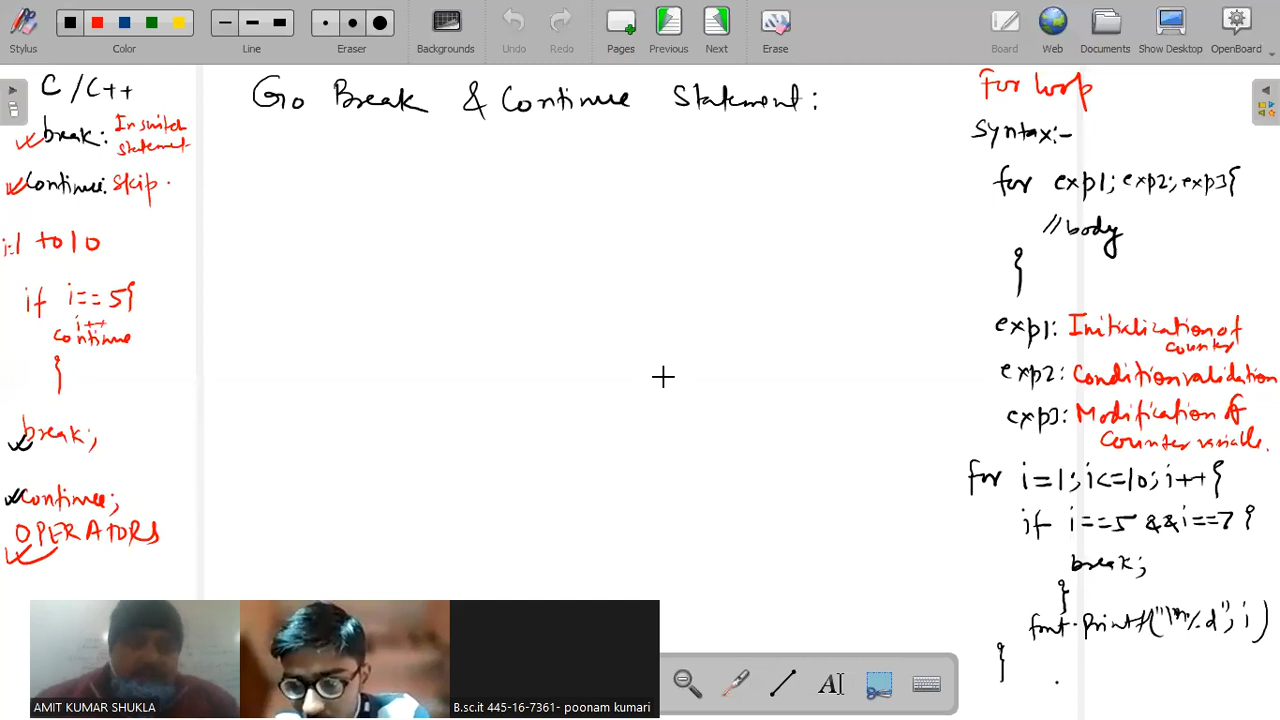 Stylus
Color
Line
Eraser
Backgrounds
Undo
Redo
Pages
Previous
Next
Erase
Board
Web
Documents
Show Desktop
OpenBoard
C / C++
break: In switch
statement
Continue: Skip.
i=1 to 10
if i==5{
i++
continue
}
break;
continue;
OPERATORS
Go Break & Continue Statement:
For loop
Syntax:-
for exp1; exp2; exp3{
//body
}
exp1: Initialization of
counter
exp2: Condition validation
exp3: Modification of
Counter variable.
for i=1; i<=10; i++{
if i==5 && i==7 {
break;
}
fmt.printf("\n%d", i)
}
AMIT KUMAR SHUKLA
B.sc.it 445-16-7361- poonam kumari